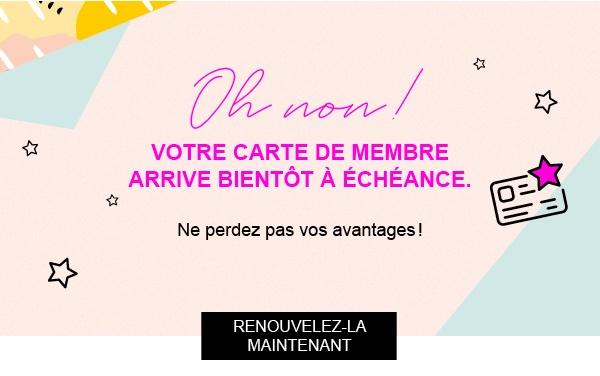 Oh non!
VOTRE CARTE DE MEMBRE
ARRIVE BIENTÔT À ÉCHÉANCE.
Ne perdez pas vos avantages!
RENOUVELEZ-LA
MAINTENANT